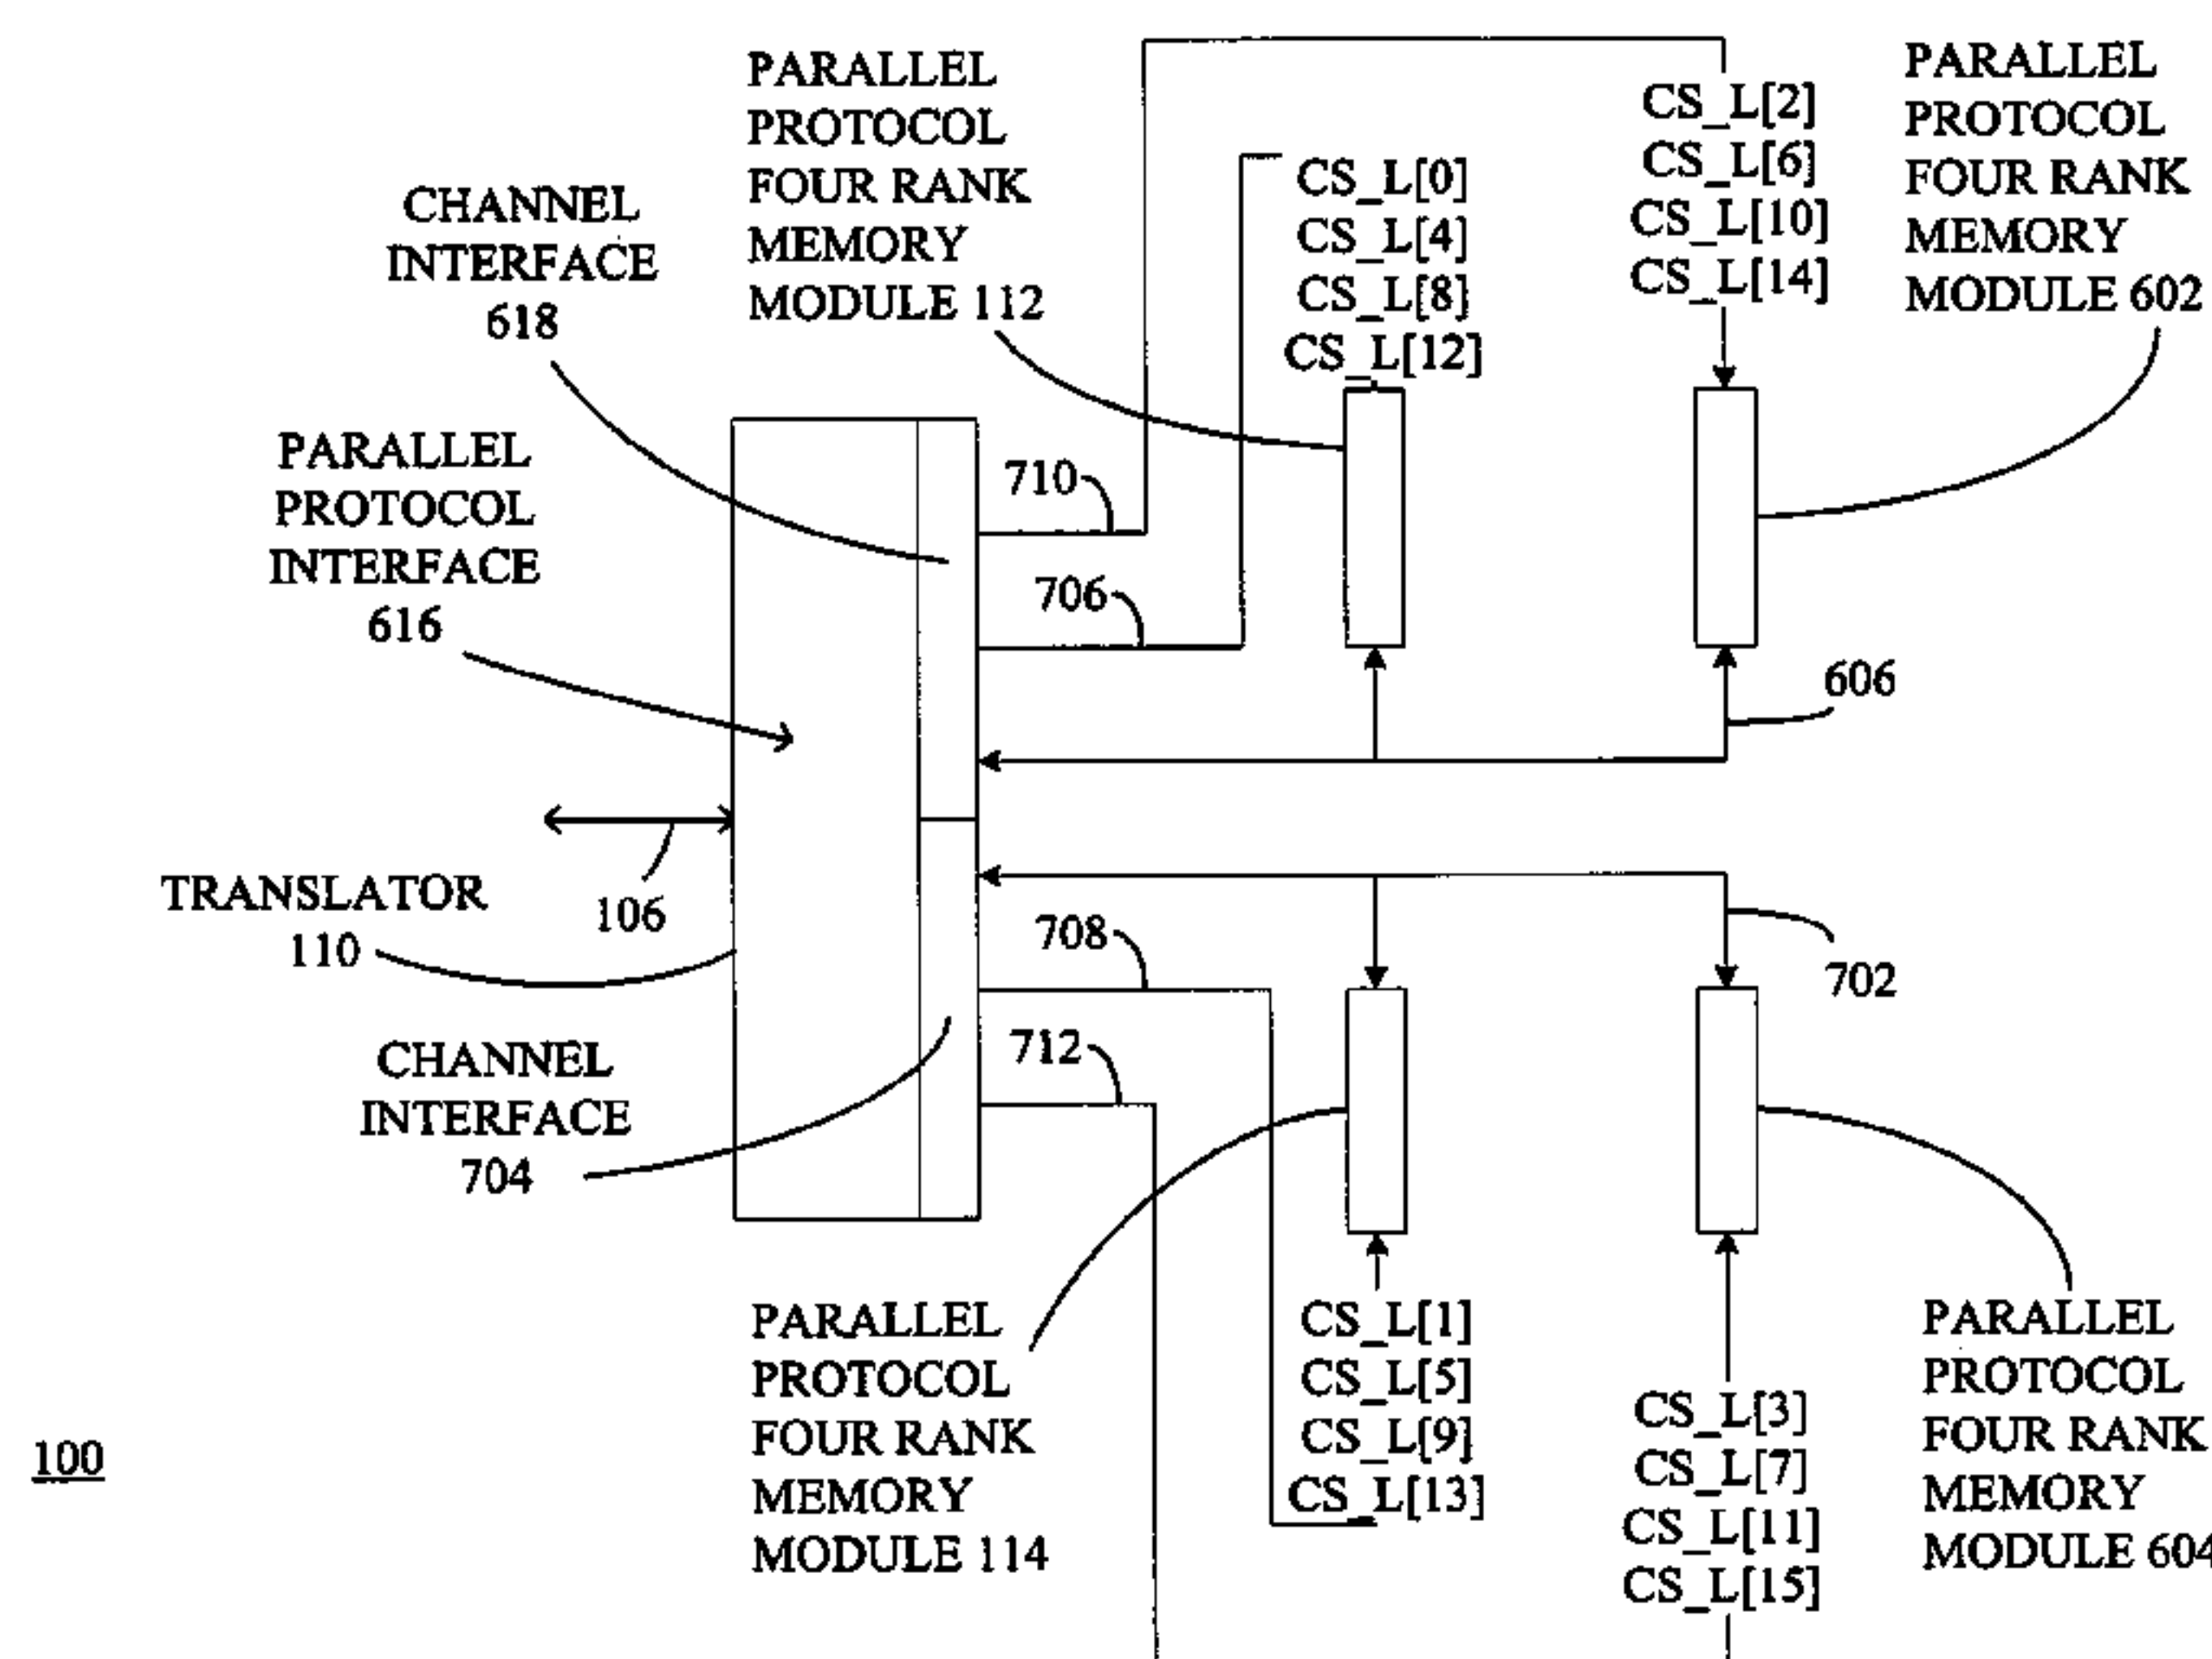 PARALLEL
PROTOCOL
FOUR RANK
MEMORY
MODULE 112
CS_L[2]
CS_L[6]
CS_L[10]
CS_L[14]
PARALLEL
PROTOCOL
FOUR RANK
MEMORY
MODULE 602
CHANNEL
INTERFACE
618
CS_L[0]
CS_L[4]
CS_L[8]
CS_L[12]
PARALLEL
PROTOCOL
INTERFACE
616
710
706
606
TRANSLATOR
110
106
708
702
CHANNEL
INTERFACE
704
712
PARALLEL
PROTOCOL
FOUR RANK
MEMORY
MODULE 114
CS_L[1]
CS_L[5]
CS_L[9]
CS_L[13]
CS_L[3]
CS_L[7]
CS_L[11]
CS_L[15]
PARALLEL
PROTOCOL
FOUR RANK
MEMORY
MODULE 604
100